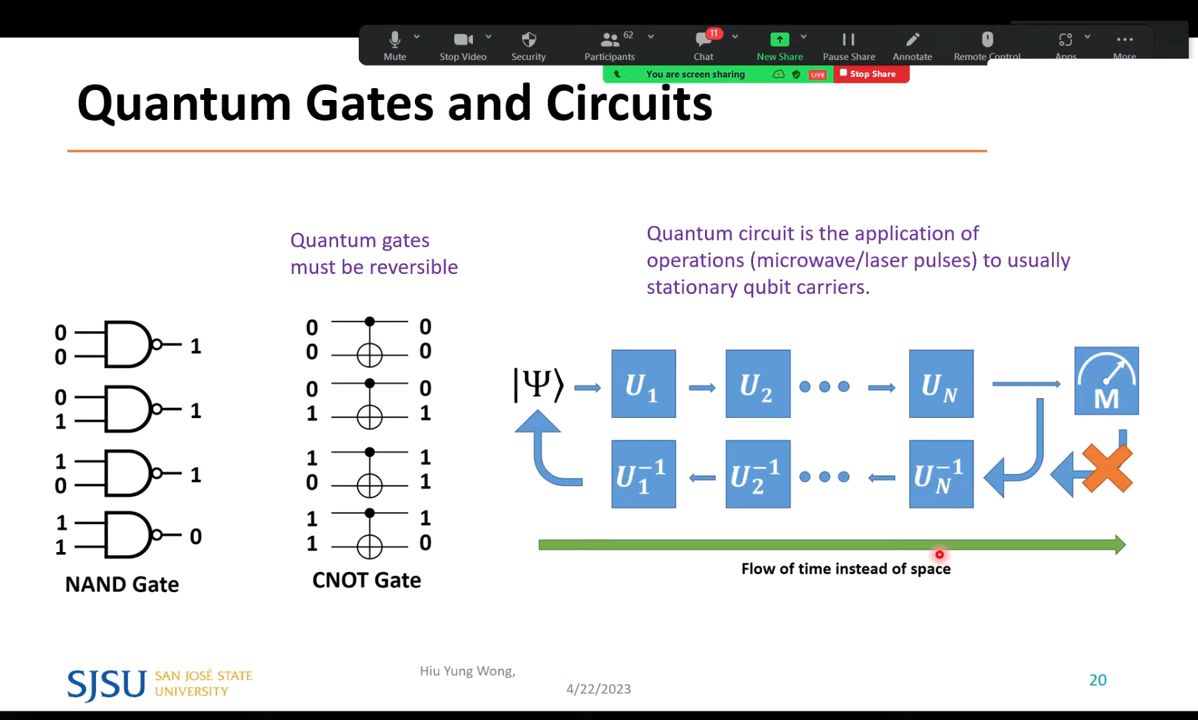 62
11
Mute
Stop Video
Security
Participants
Chat
New Share
Pause Share
Annotate
Remote Control
Apps
More
You are screen sharing
LIVE
Stop Share
Quantum Gates and Circuits
Quantum gates
must be reversible
Quantum circuit is the application of
operations (microwave/laser pulses) to usually
stationary qubit carriers.
0
0
1
0
1
1
1
0
1
1
1
0
NAND Gate
0 0
0 0
0 0
1 1
1 1
0 1
1 1
1 0
CNOT Gate
|Ψ⟩ U₁ U₂ U_N M
U₁⁻¹ U₂⁻¹ U_N⁻¹
Flow of time instead of space
SJSU SAN JOSÉ STATE
UNIVERSITY
Hiu Yung Wong,
4/22/2023
20